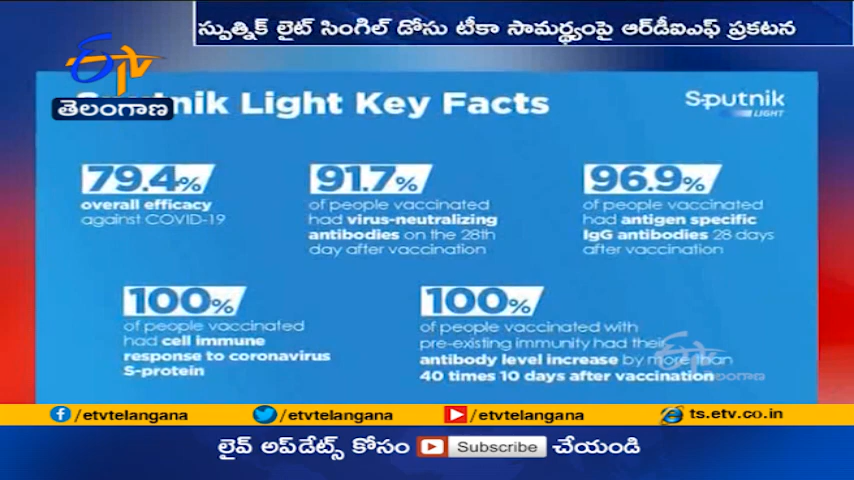 స్పుత్నిక్ లైట్ సింగిల్ డోసు టీకా సామర్థ్యంపై ఆర్‌డీఐఎఫ్ ప్రకటన
ETV
తెలంగాణ
nik Light Key Facts
Sputnik
LIGHT
79.4%
overall efficacy
against COVID-19
91.7%
of people vaccinated
had virus-neutralizing
antibodies on the 28th
day after vaccination
96.9%
of people vaccinated
had antigen specific
IgG antibodies 28 days
after vaccination
100%
of people vaccinated
had cell immune
response to coronavirus
S-protein
100%
of people vaccinated with
pre-existing immunity had their
antibody level increase by more than
40 times 10 days after vaccination
తెలంగాణ
/etvtelangana
/etvtelangana
/etvtelangana
ts.etv.co.in
లైవ్ అప్‌డేట్స్ కోసం Subscribe చేయండి